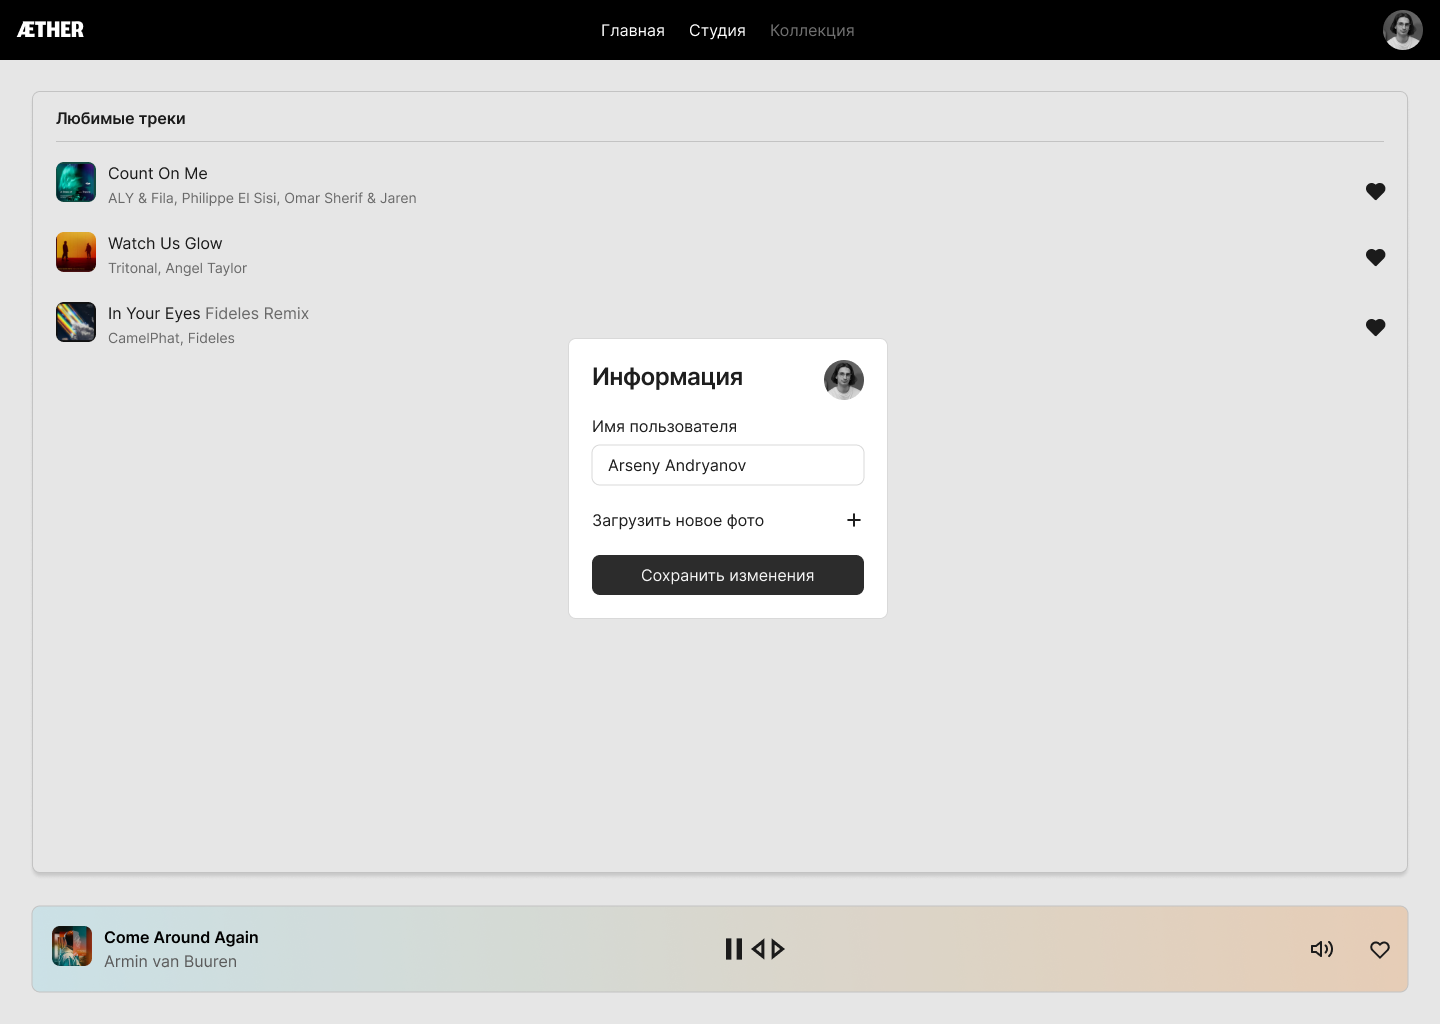 ÆTHER
Главная Студия Коллекция
Любимые треки
Count On Me
ALY & Fila, Philippe El Sisi, Omar Sherif & Jaren
Watch Us Glow
Tritonal, Angel Taylor
In Your Eyes Fideles Remix
CamelPhat, Fideles
Информация
Имя пользователя
Arseny Andryanov
Загрузить новое фото
Сохранить изменения
Come Around Again
Armin van Buuren